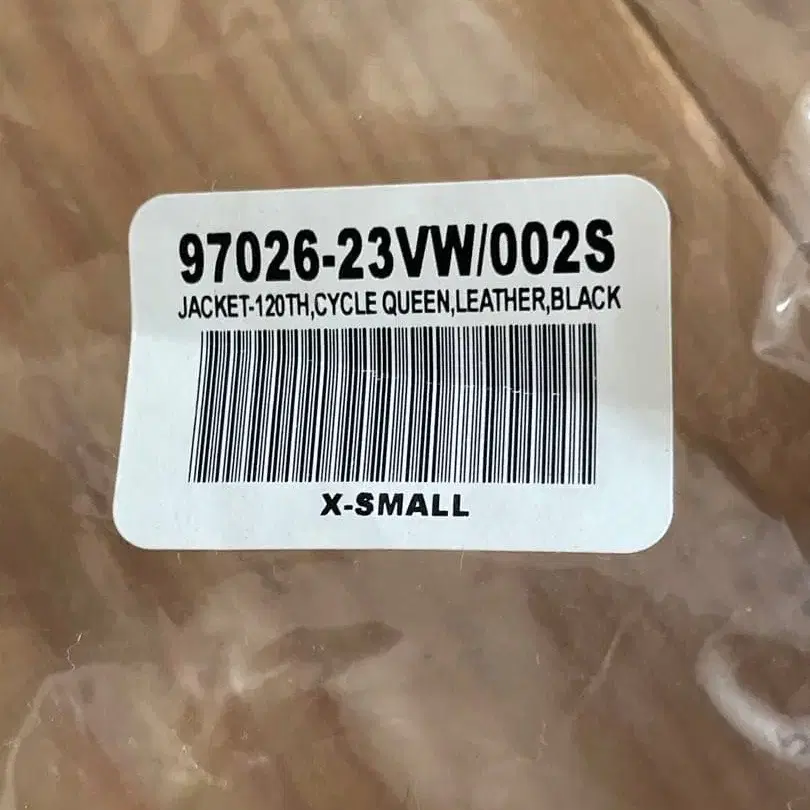 97026-23VW/002S
JACKET-120TH,CYCLE QUEEN,LEATHER,BLACK
X-SMALL